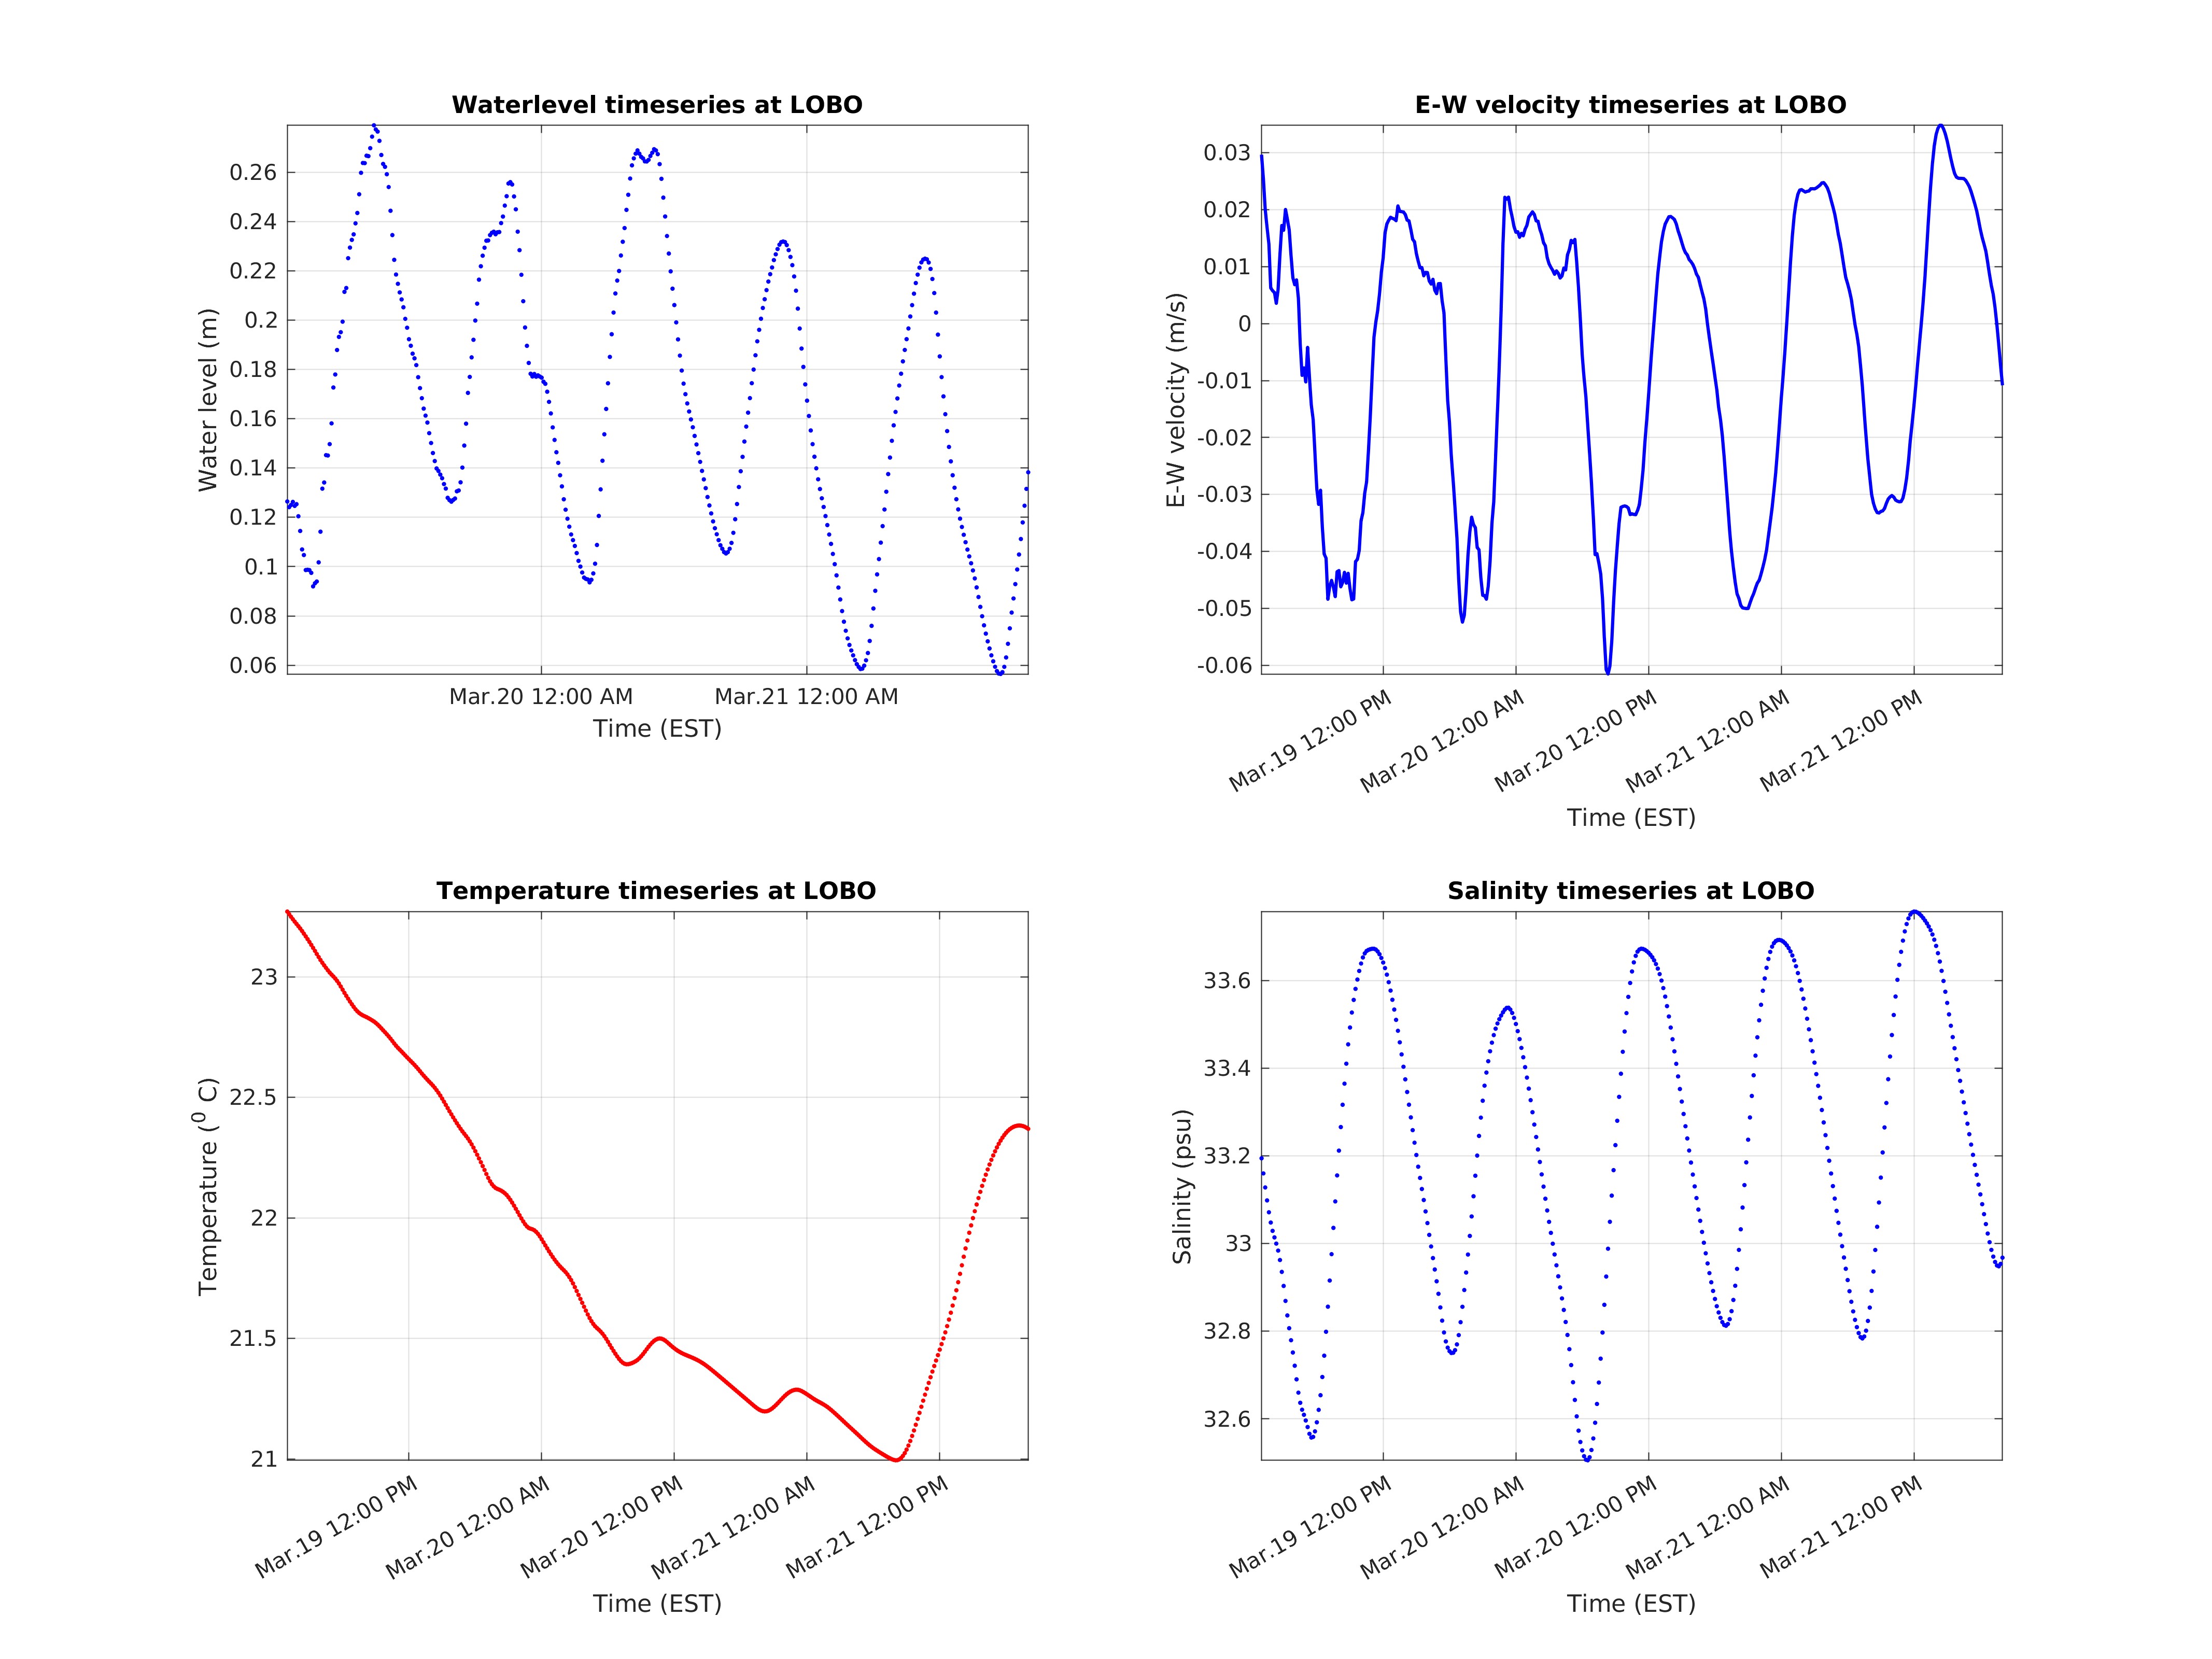 Waterlevel timeseries at LOBO
0.26
0.24
0.22
0.2
0.18
0.16
0.14
0.12
0.1
0.08
0.06
Water level (m)
Mar.20 12:00 AM
Mar.21 12:00 AM
Time (EST)
E-W velocity timeseries at LOBO
0.03
0.02
0.01
0
-0.01
-0.02
-0.03
-0.04
-0.05
-0.06
E-W velocity (m/s)
Mar.19 12:00 PM
Mar.20 12:00 AM
Mar.20 12:00 PM
Mar.21 12:00 AM
Mar.21 12:00 PM
Time (EST)
Temperature timeseries at LOBO
23
22.5
22
21.5
21
Temperature (⁰ C)
Mar.19 12:00 PM
Mar.20 12:00 AM
Mar.20 12:00 PM
Mar.21 12:00 AM
Mar.21 12:00 PM
Time (EST)
Salinity timeseries at LOBO
33.6
33.4
33.2
33
32.8
32.6
Salinity (psu)
Mar.19 12:00 PM
Mar.20 12:00 AM
Mar.20 12:00 PM
Mar.21 12:00 AM
Mar.21 12:00 PM
Time (EST)